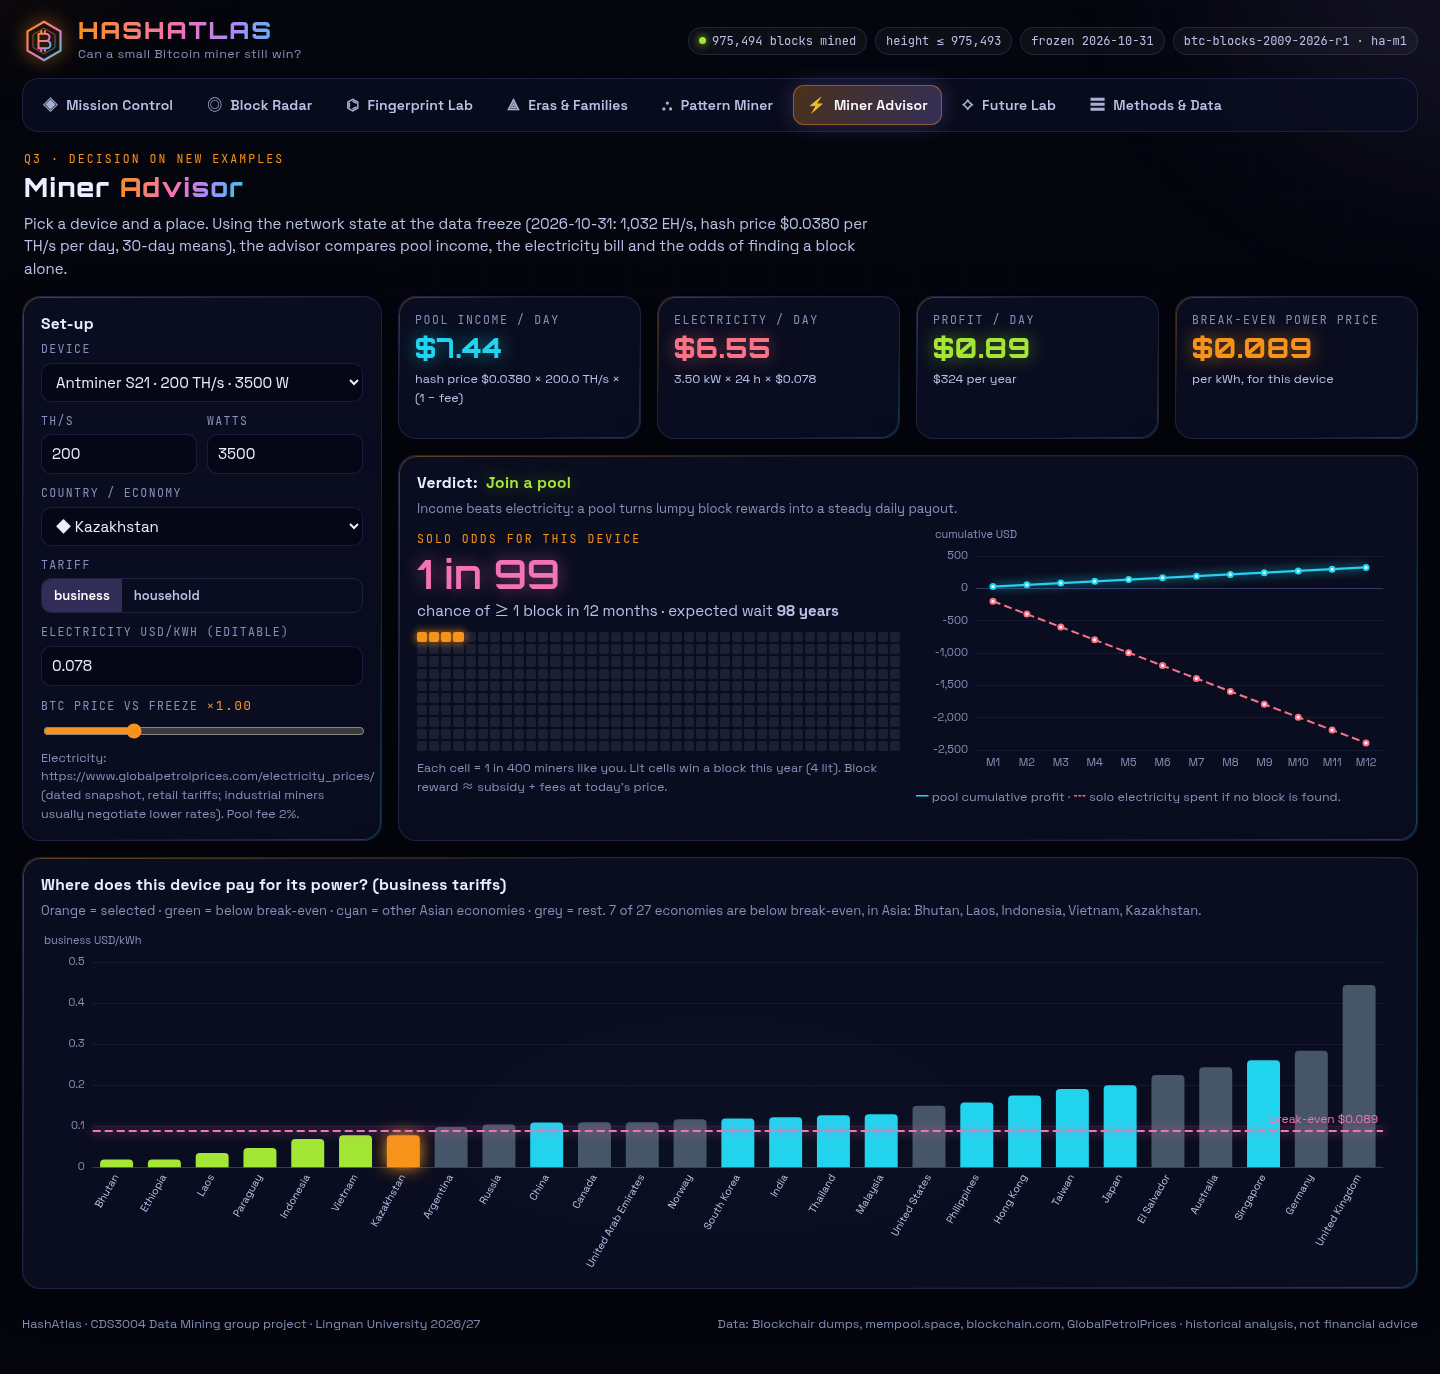 HASHATLAS
Can a small Bitcoin miner still win?
975,494 blocks mined
height ≤ 975,493
frozen 2026-10-31
btc-blocks-2009-2026-r1 · ha-m1
Mission Control
Block Radar
Fingerprint Lab
Eras & Families
Pattern Miner
Miner Advisor
Future Lab
Methods & Data
Q3 · DECISION ON NEW EXAMPLES
Miner Advisor
Pick a device and a place. Using the network state at the data freeze (2026-10-31: 1,032 EH/s, hash price $0.0380 per
TH/s per day, 30-day means), the advisor compares pool income, the electricity bill and the odds of finding a block
alone.
Set-up
DEVICE
Antminer S21 · 200 TH/s · 3500 W
TH/S
WATTS
200
3500
COUNTRY / ECONOMY
◆ Kazakhstan
TARIFF
business
household
ELECTRICITY USD/KWH (EDITABLE)
0.078
BTC PRICE VS FREEZE ×1.00
Electricity:
https://www.globalpetrolprices.com/electricity_prices/
(dated snapshot, retail tariffs; industrial miners
usually negotiate lower rates). Pool fee 2%.
POOL INCOME / DAY
$7.44
hash price $0.0380 × 200.0 TH/s ×
(1 − fee)
ELECTRICITY / DAY
$6.55
3.50 kW × 24 h × $0.078
PROFIT / DAY
$0.89
$324 per year
BREAK-EVEN POWER PRICE
$0.089
per kWh, for this device
Verdict: Join a pool
Income beats electricity: a pool turns lumpy block rewards into a steady daily payout.
SOLO ODDS FOR THIS DEVICE
1 in 99
chance of ≥ 1 block in 12 months · expected wait 98 years
Each cell = 1 in 400 miners like you. Lit cells win a block this year (4 lit). Block
reward ≈ subsidy + fees at today's price.
cumulative USD
500
0
-500
-1,000
-1,500
-2,000
-2,500
M1 M2 M3 M4 M5 M6 M7 M8 M9 M10 M11 M12
pool cumulative profit · solo electricity spent if no block is found.
Where does this device pay for its power? (business tariffs)
Orange = selected · green = below break-even · cyan = other Asian economies · grey = rest. 7 of 27 economies are below break-even, in Asia: Bhutan, Laos, Indonesia, Vietnam, Kazakhstan.
business USD/kWh
0.5
0.4
0.3
0.2
0.1
0
break-even $0.089
Bhutan
Ethiopia
Laos
Paraguay
Indonesia
Vietnam
Kazakhstan
Argentina
Russia
China
Canada
United Arab Emirates
Norway
South Korea
India
Thailand
Malaysia
United States
Philippines
Hong Kong
Taiwan
Japan
El Salvador
Australia
Singapore
Germany
United Kingdom
HashAtlas · CDS3004 Data Mining group project · Lingnan University 2026/27
Data: Blockchair dumps, mempool.space, blockchain.com, GlobalPetrolPrices · historical analysis, not financial advice